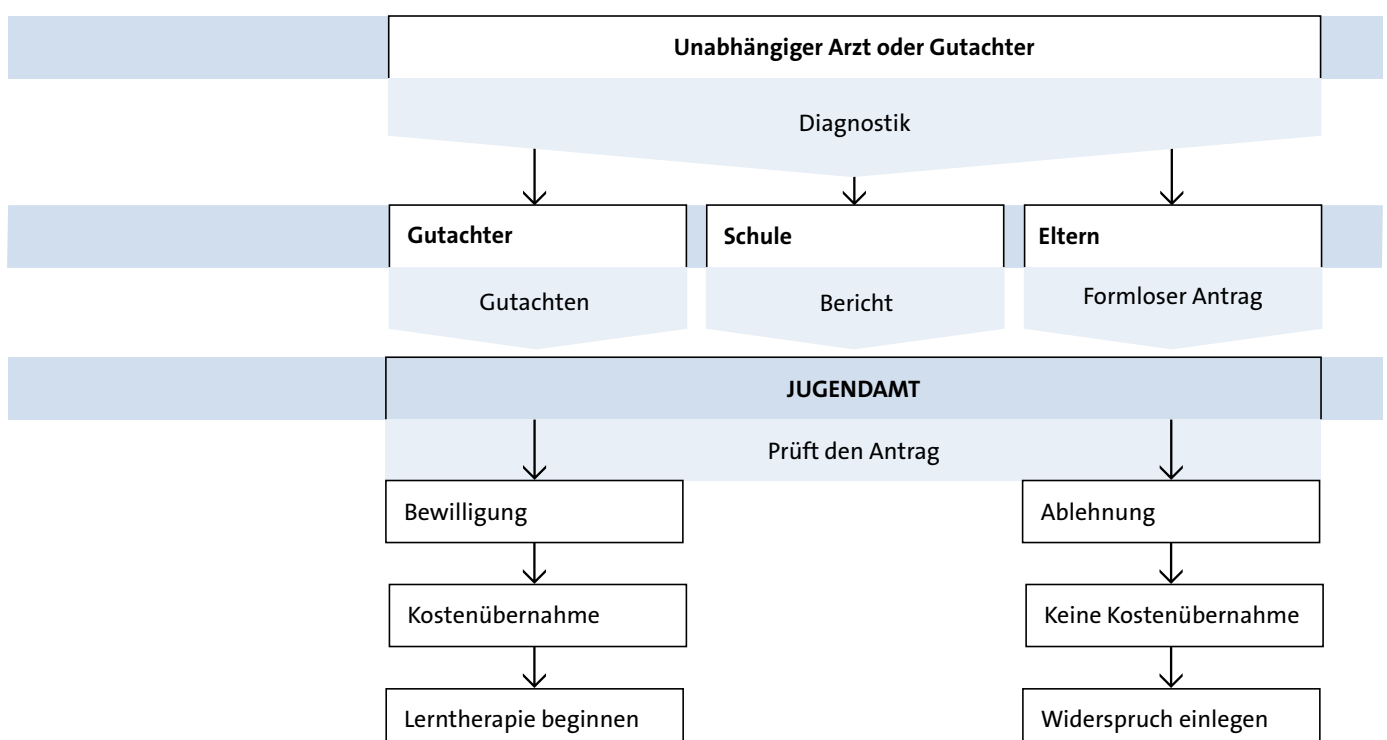 Unabhängiger Arzt oder Gutachter
Diagnostik
Gutachter
Schule
Eltern
Gutachten
Bericht
Formloser Antrag
JUGENDAMT
Prüft den Antrag
Bewilligung
Ablehnung
Kostenübernahme
Keine Kostenübernahme
Lerntherapie beginnen
Widerspruch einlegen